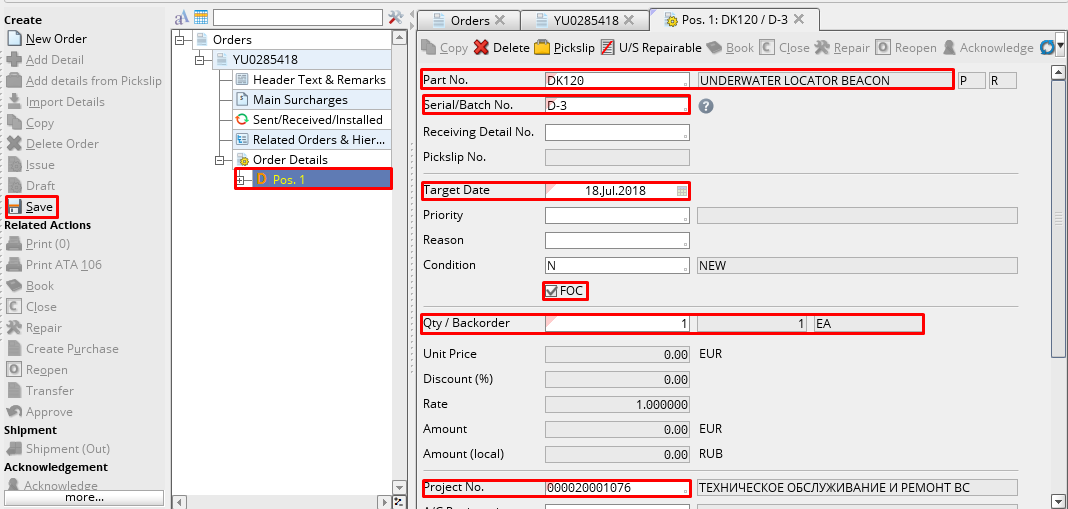 Create
New Order
Add Detail
Add details from Pickslip
Import Details
Copy
Delete Order
Issue
Draft
Save
Related Actions
Print (0)
Print ATA 106
Book
Close
Repair
Create Purchase
Reopen
Transfer
Approve
Shipment
Shipment (Out)
Acknowledgement
Acknowledge
more...
Orders
YU0285418
Header Text & Remarks
Main Surcharges
Sent/Received/Installed
Related Orders & Hier...
Order Details
D Pos. 1
Orders
YU0285418
Pos. 1: DK120 / D-3
Copy Delete Pickslip U/S Repairable Book Close Repair Reopen Acknowledge
Part No. DK120 UNDERWATER LOCATOR BEACON P R
Serial/Batch No. D-3
Receiving Detail No.
Pickslip No.
Target Date 18.Jul.2018
Priority
Reason
Condition N NEW
FOC
Qty / Backorder 1 1 EA
Unit Price 0.00 EUR
Discount (%) 0.00
Rate 1.000000
Amount 0.00 EUR
Amount (local) 0.00 RUB
Project No. 000020001076 ТЕХНИЧЕСКОЕ ОБСЛУЖИВАНИЕ И РЕМОНТ ВС